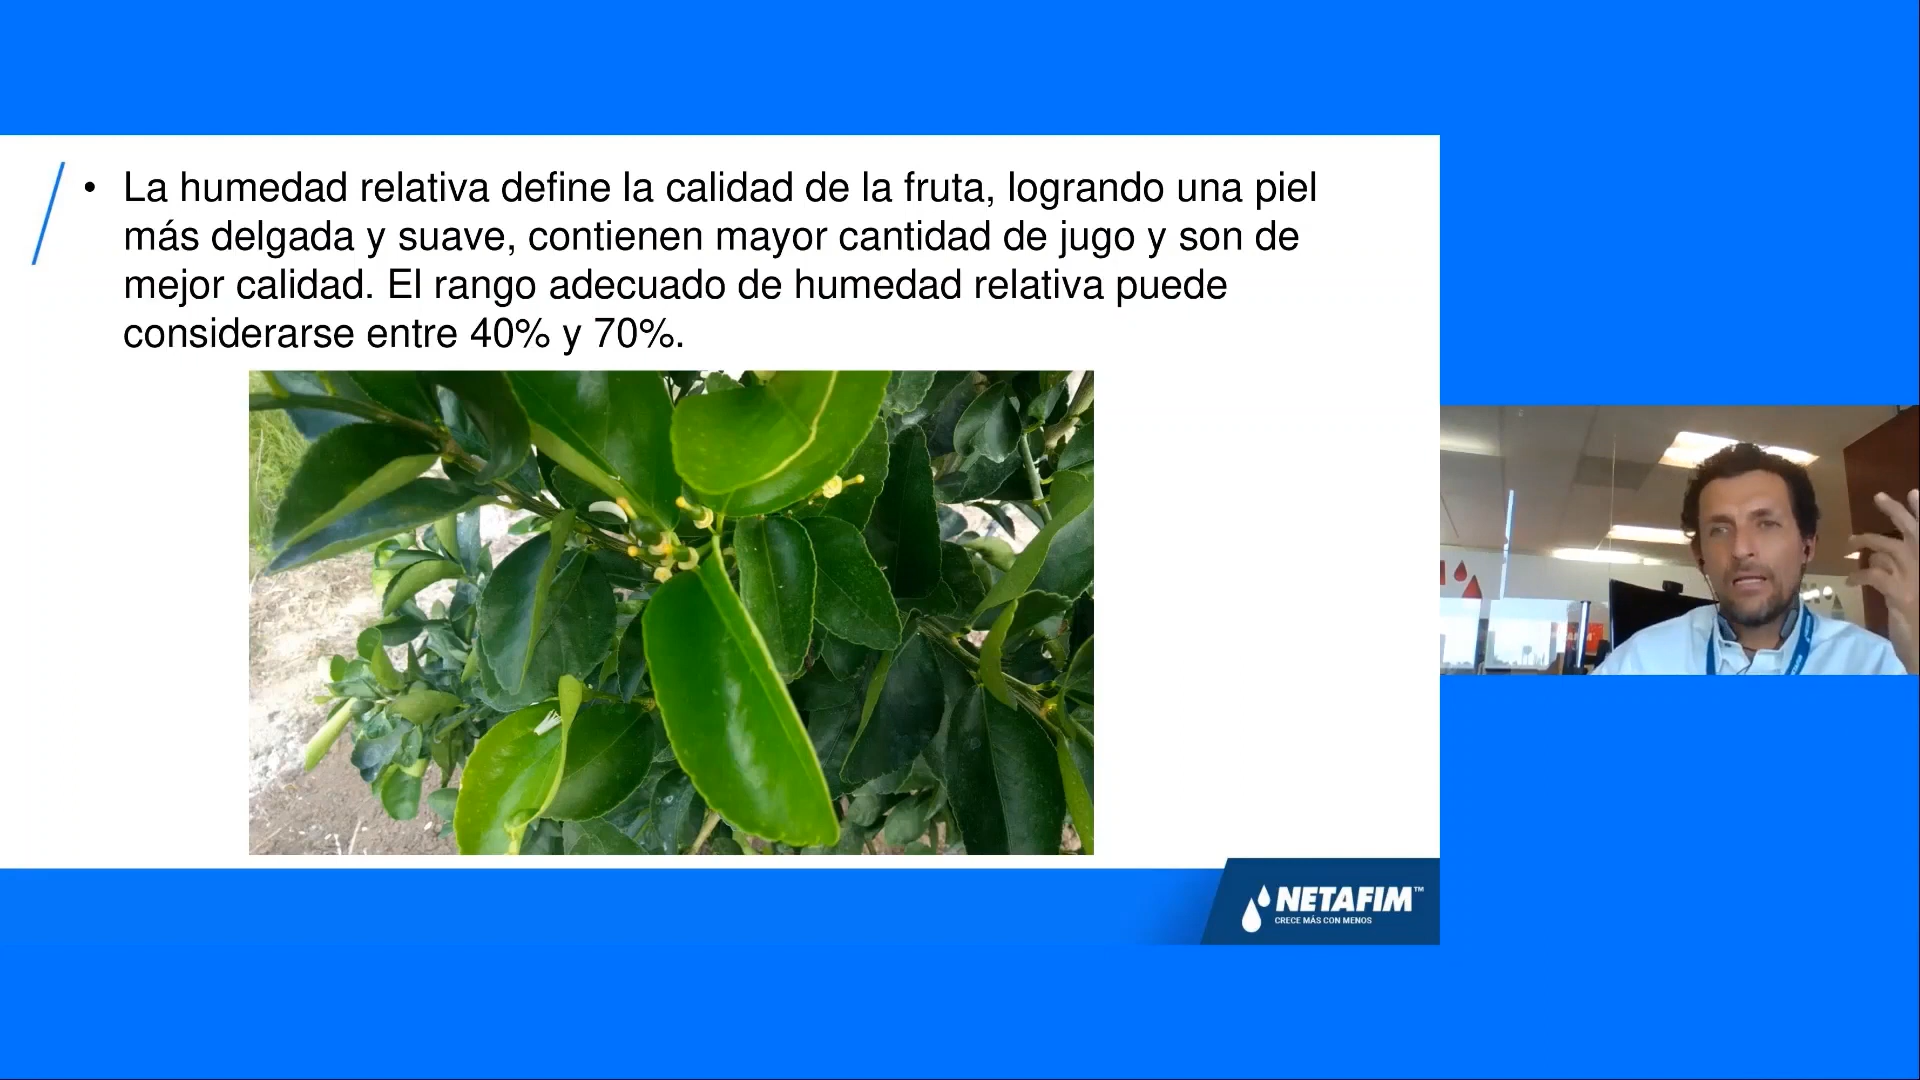 • La humedad relativa define la calidad de la fruta, logrando una piel
más delgada y suave, contienen mayor cantidad de jugo y son de
mejor calidad. El rango adecuado de humedad relativa puede
considerarse entre 40% y 70%.
NETAFIM™
CRECE MÁS CON MENOS